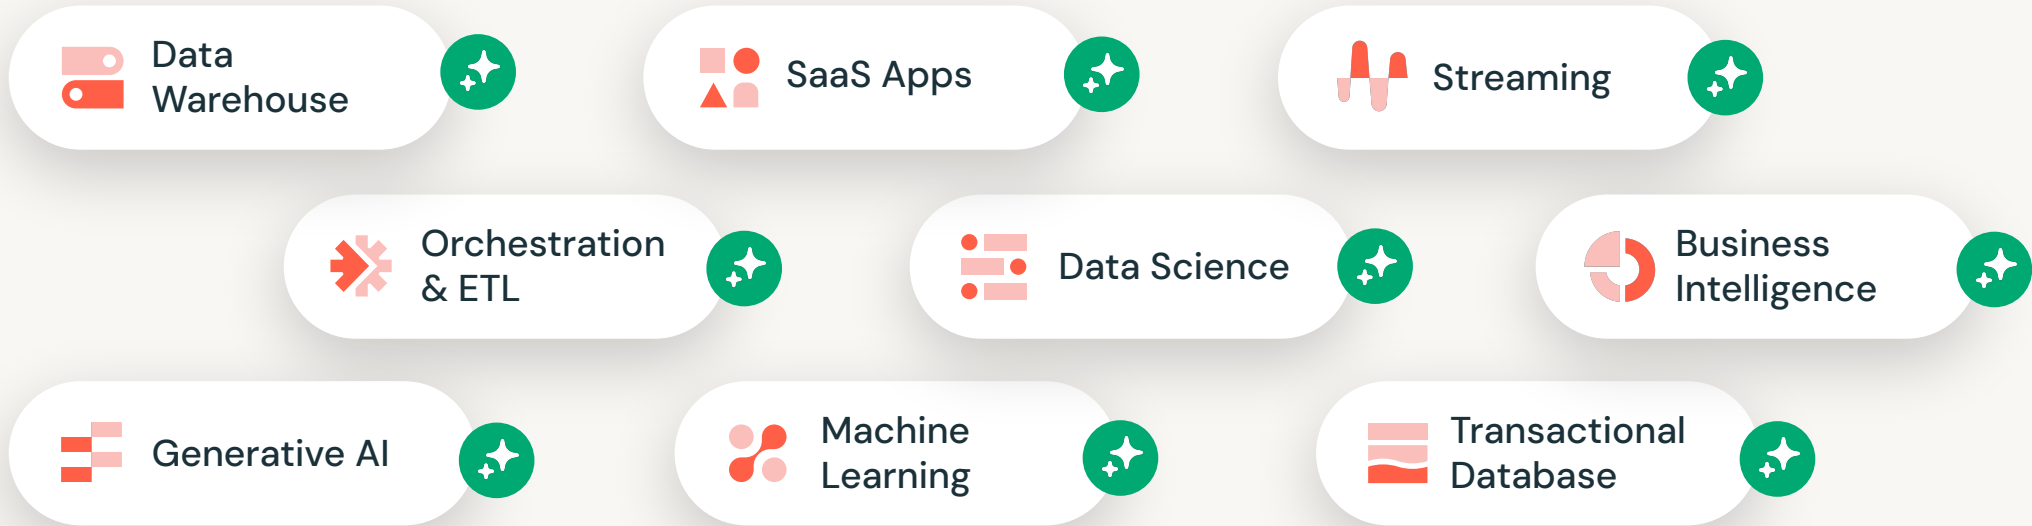 Data
Warehouse
SaaS Apps
Streaming
Orchestration
& ETL
Data Science
Business
Intelligence
Generative AI
Machine
Learning
Transactional
Database